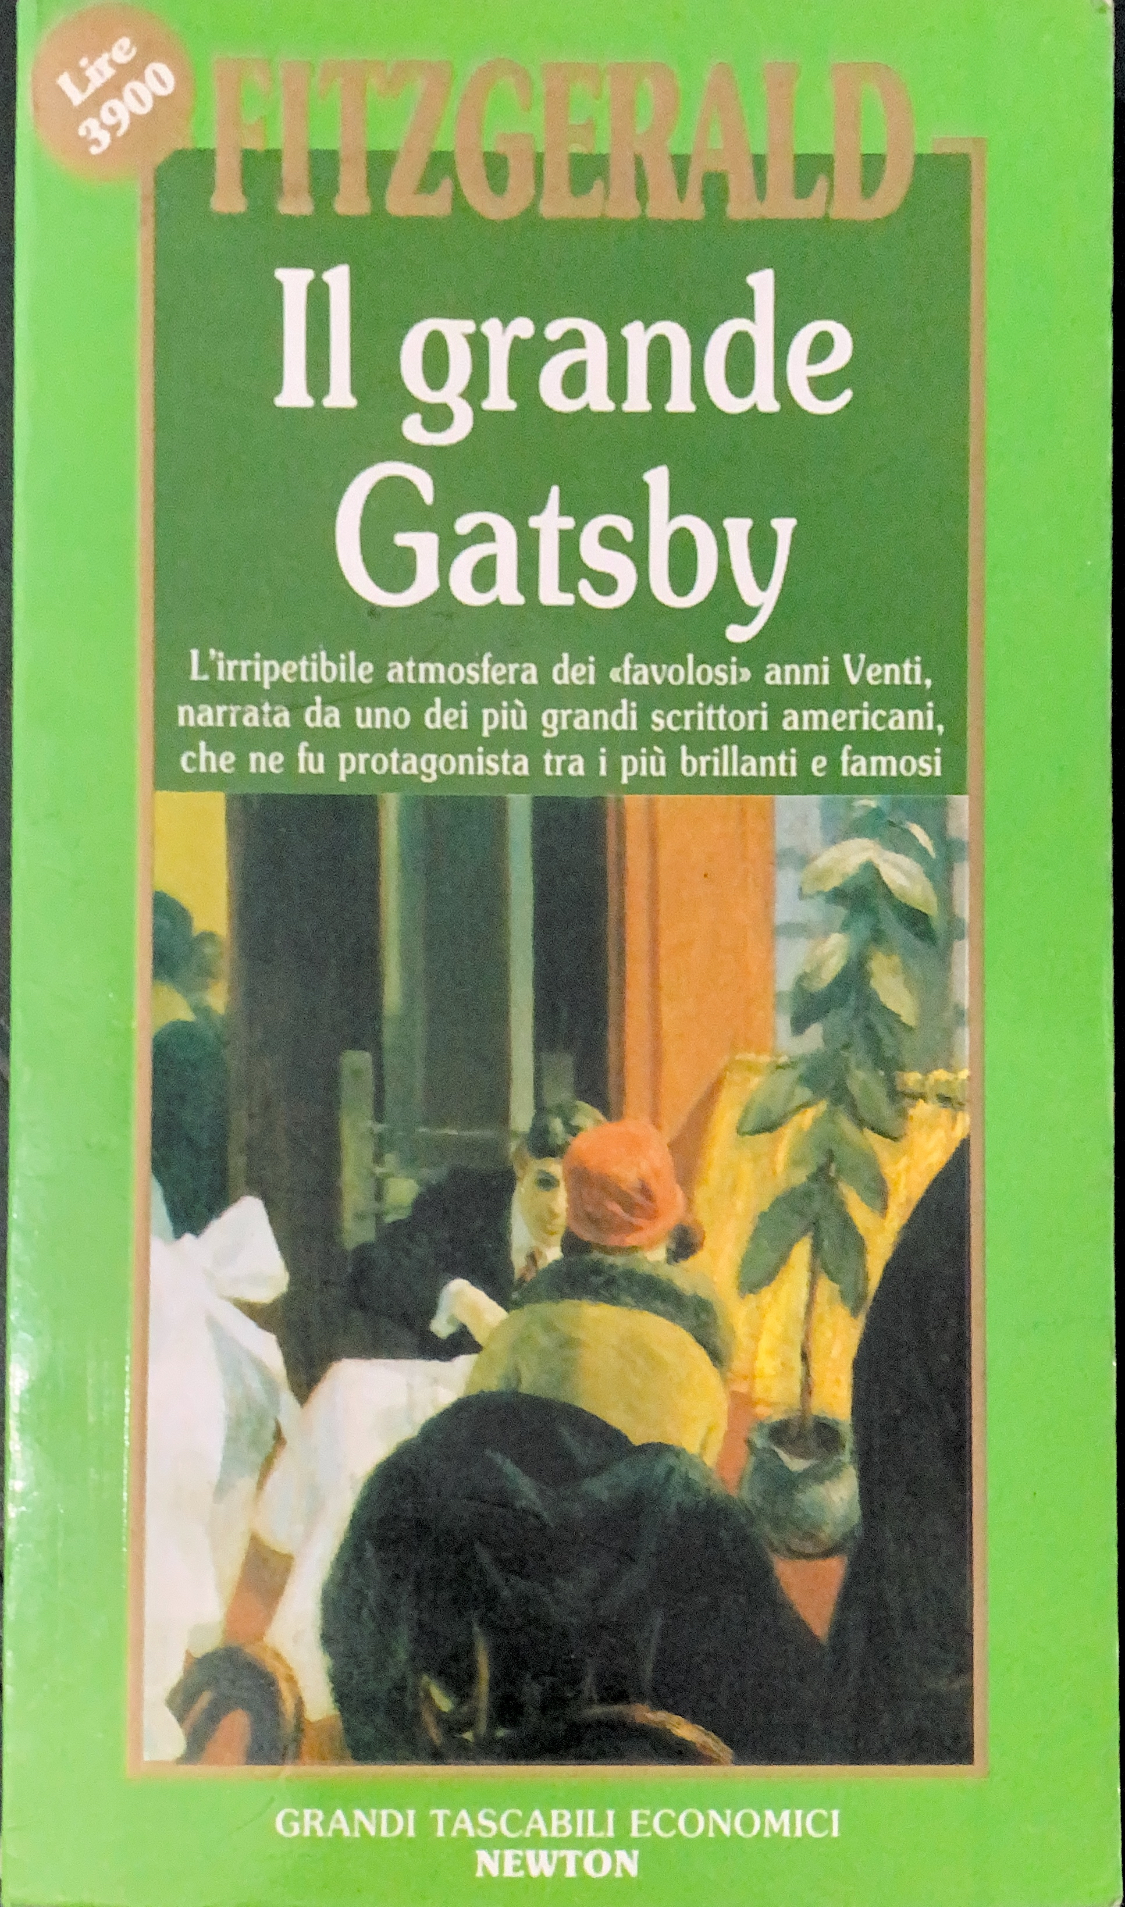 Lire
3900
FITZGERALD
Il grande
Gatsby
L'irripetibile atmosfera dei «favolosi» anni Venti,
narrata da uno dei più grandi scrittori americani,
che ne fu protagonista tra i più brillanti e famosi
GRANDI TASCABILI ECONOMICI
NEWTON